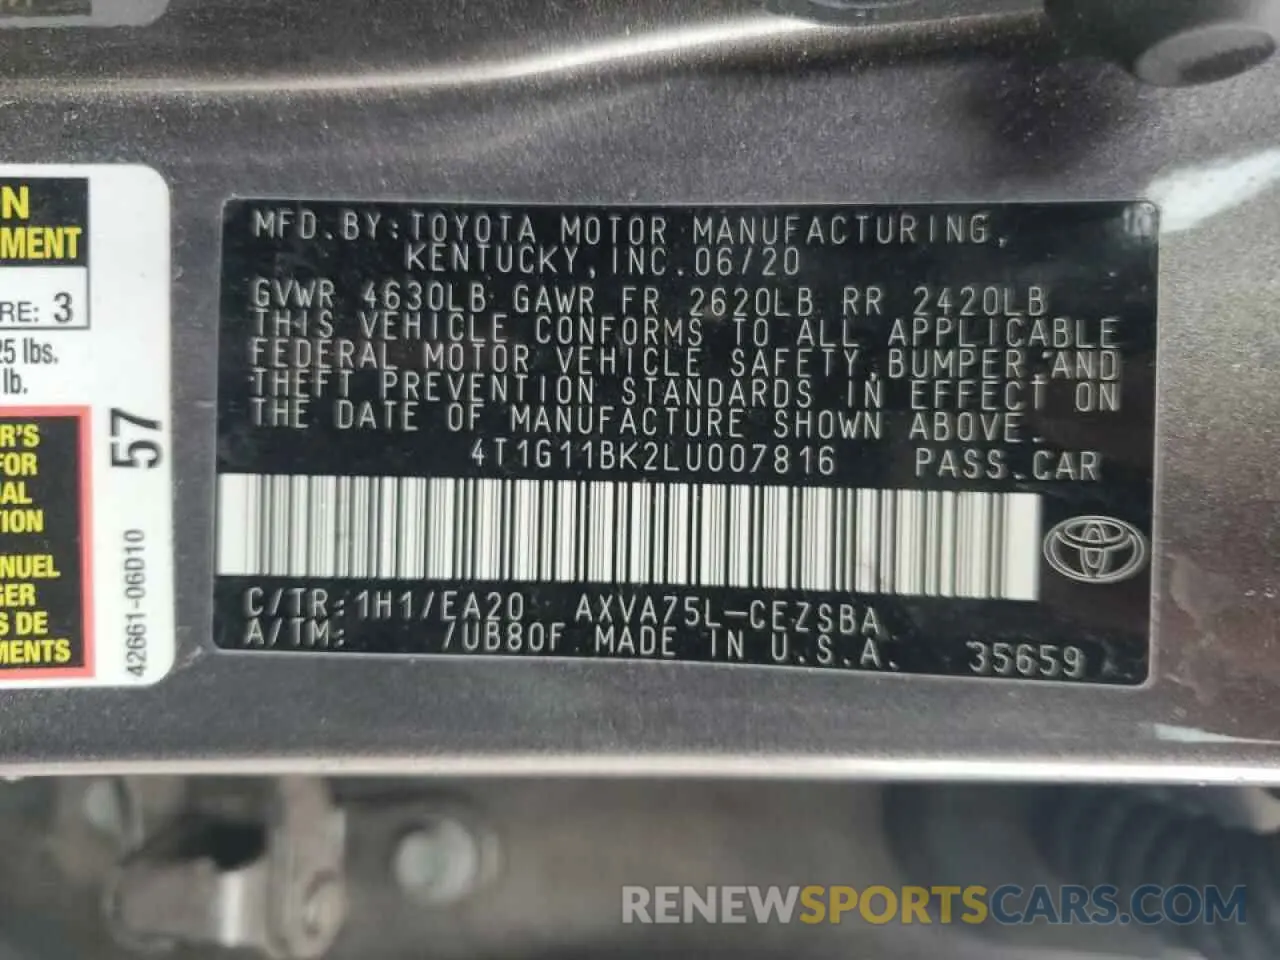 MFD.BY:TOYOTA MOTOR MANUFACTURING,
KENTUCKY,INC.06/20
GVWR 4630LB GAWR FR 2620LB RR 2420LB
THIS VEHICLE CONFORMS TO ALL APPLICABLE
FEDERAL MOTOR VEHICLE SAFETY,BUMPER AND
THEFT PREVENTION STANDARDS IN EFFECT ON
THE DATE OF MANUFACTURE SHOWN ABOVE.
4T1G11BK2LU007816 PASS.CAR
C/TR:1H1/EA20 AXVA75L-CEZSBA
A/TM: /UB80F MADE IN U.S.A. 35659
N
MENT
RE: 3
25 lbs.
lb.
R'S
FOR
AL
TION
NUEL
GER
S DE
MENTS
57
42661-06D10
RENEWSPORTSCARS.COM